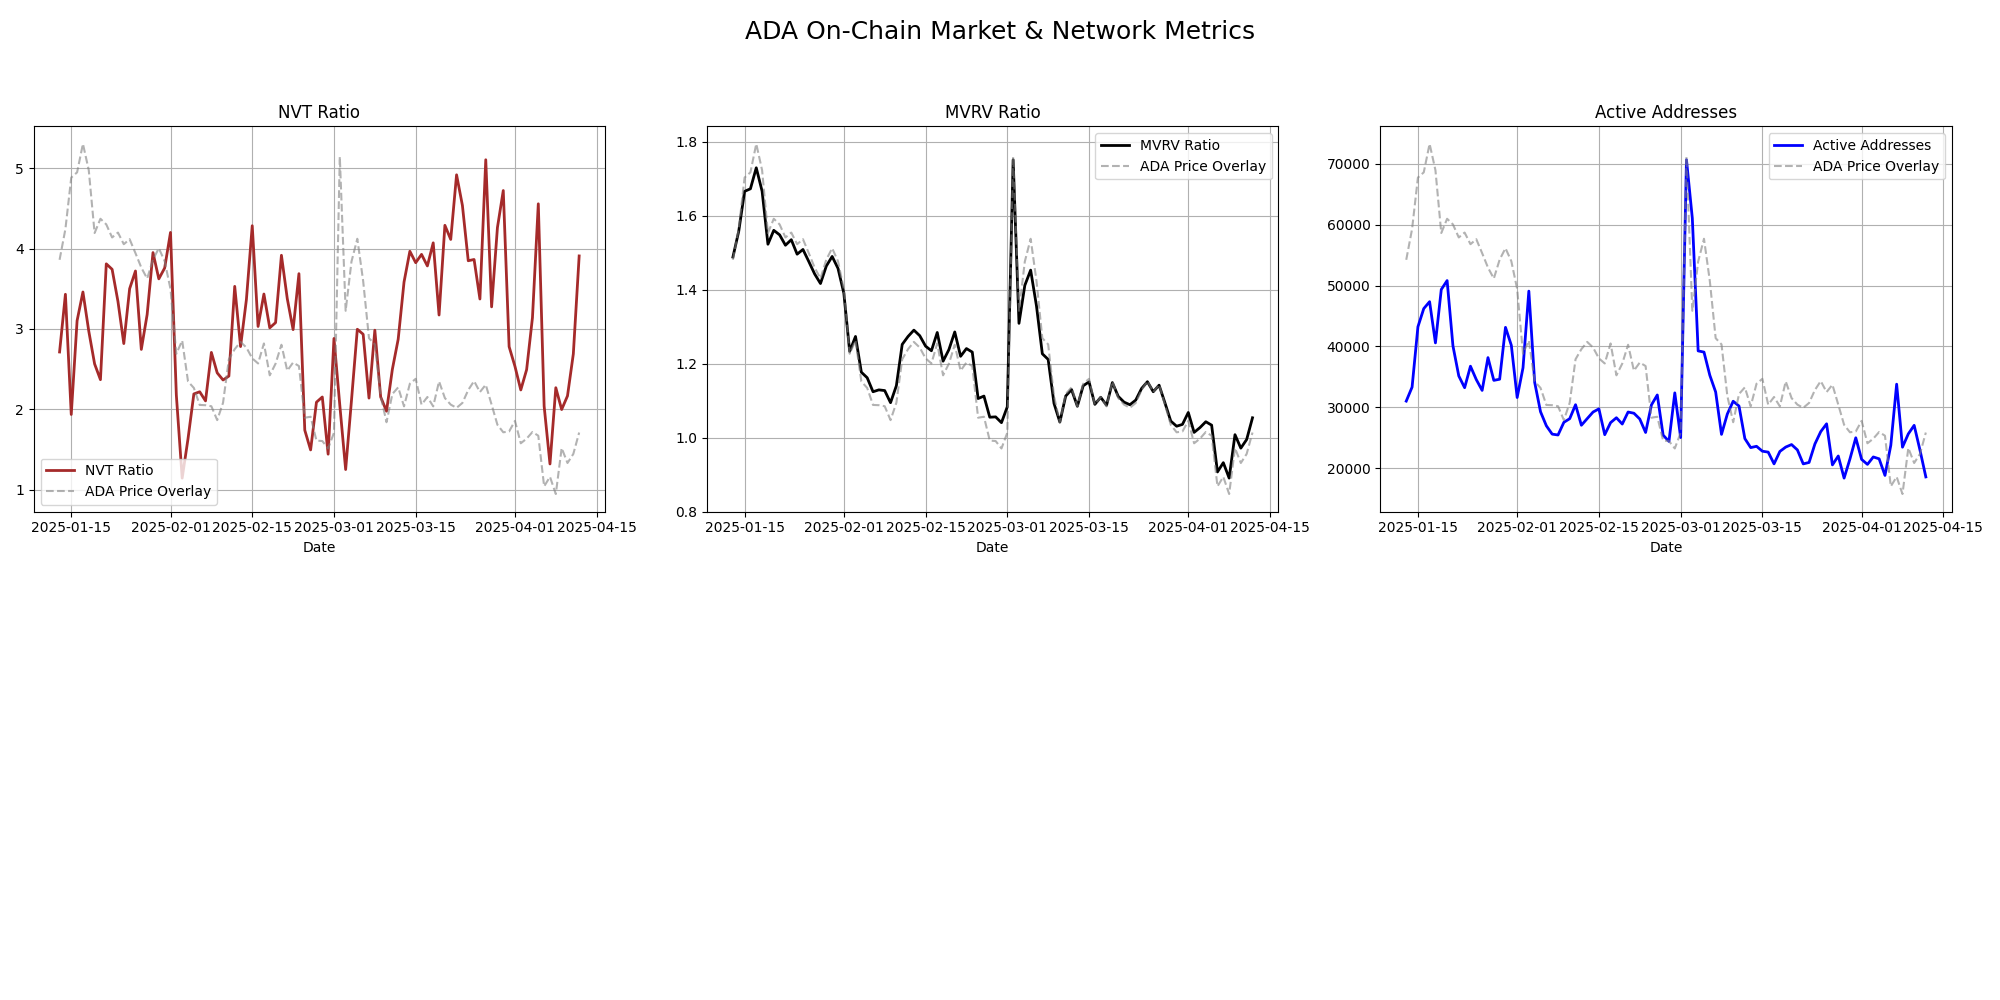 ADA On-Chain Market & Network Metrics
NVT Ratio
5
4
3
2
1
NVT Ratio
ADA Price Overlay
2025-01-15 2025-02-01 2025-02-15 2025-03-01 2025-03-15 2025-04-01 2025-04-15
Date
MVRV Ratio
1.8
1.6
1.4
1.2
1.0
0.8
MVRV Ratio
ADA Price Overlay
2025-01-15 2025-02-01 2025-02-15 2025-03-01 2025-03-15 2025-04-01 2025-04-15
Date
Active Addresses
70000
60000
50000
40000
30000
20000
Active Addresses
ADA Price Overlay
2025-01-15 2025-02-01 2025-02-15 2025-03-01 2025-03-15 2025-04-01 2025-04-15
Date